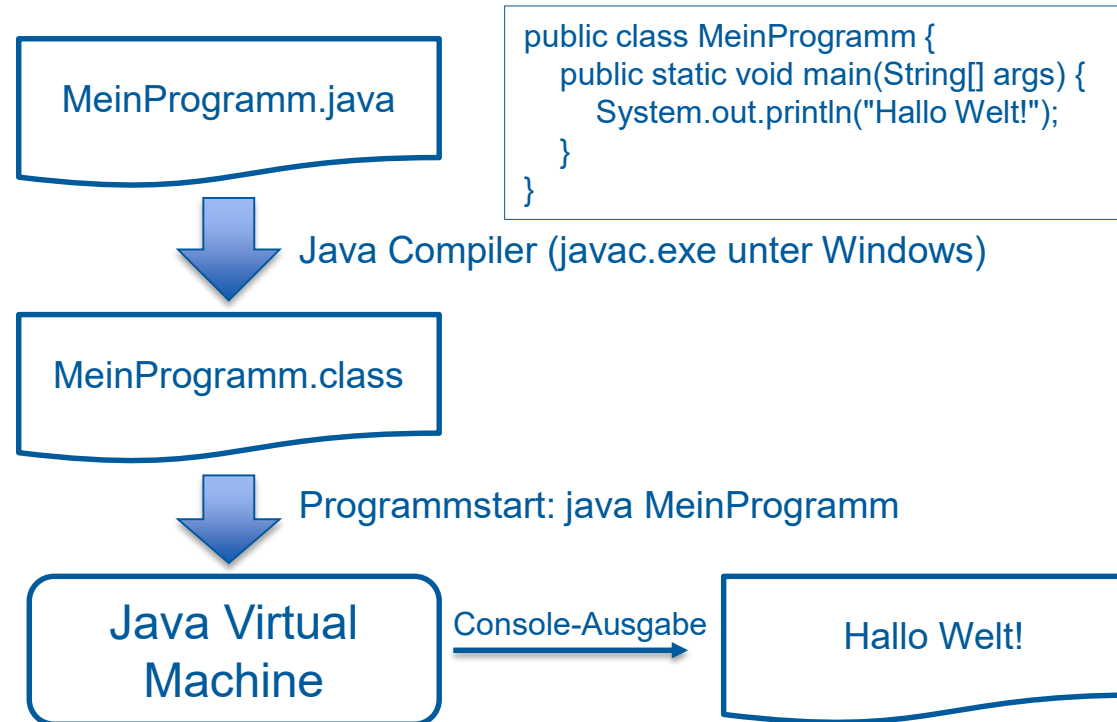 MeinProgramm.java
public class MeinProgramm {
public static void main(String[] args) {
System.out.println("Hallo Welt!");
}
}
Java Compiler (javac.exe unter Windows)
MeinProgramm.class
Programmstart: java MeinProgramm
Java Virtual
Machine
Console-Ausgabe
Hallo Welt!